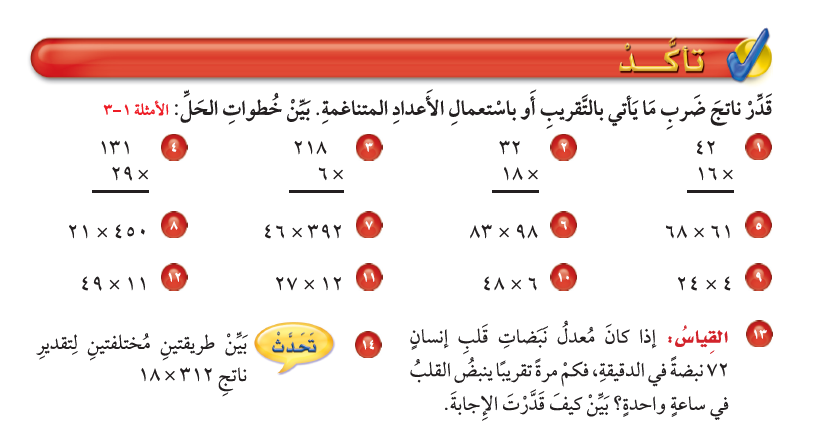 تأكَّدْ
قَدِّرْ ناتجَ ضَربِ مَا يَأتي بالتَّقريبِ أَو باسْتعمالِ الأَعدادِ المتناغمةِ. بَيِّنْ خُطواتِ الحَلِّ: الأمثلة ١-٣
١ ٤٢ × ١٦
٢ ٣٢ × ١٨
٣ ٢١٨ × ٦
٤ ١٣١ × ٢٩
٥ ٦١ × ٦٨
٦ ٩٨ × ٨٣
٧ ٣٩٢ × ٤٦
٨ ٤٥٠ × ٢١
٩ ٤ × ٢٤
١٠ ٦ × ٤٨
١١ ١٢ × ٢٧
١٢ ١١ × ٤٩
١٣ القِياسُ: إذا كانَ مُعدلُ نَبَضاتِ قَلبِ إنسانٍ
٧٢ نبضةً في الدقيقةِ، فكمْ مرةً تقريبًا ينبضُ القلبُ
في ساعةٍ واحدةٍ؟ بَيِّنْ كيفَ قَدَّرْتَ الإِجابةَ.
١٤ تَحَدَّثْ بَيِّنْ طريقتينِ مُختلفتينِ لِتقديرِ
ناتجِ ٣١٢ × ١٨